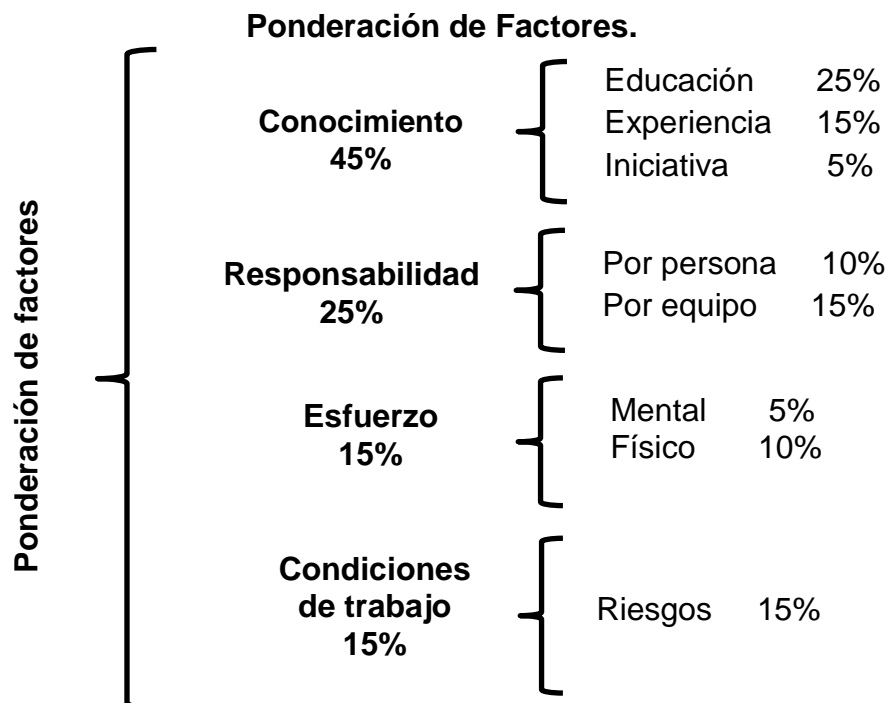 Ponderación de Factores.
Ponderación de factores
Conocimiento
45%
Educación 25%
Experiencia 15%
Iniciativa 5%
Responsabilidad
25%
Por persona 10%
Por equipo 15%
Esfuerzo
15%
Mental 5%
Físico 10%
Condiciones
de trabajo
15%
Riesgos 15%